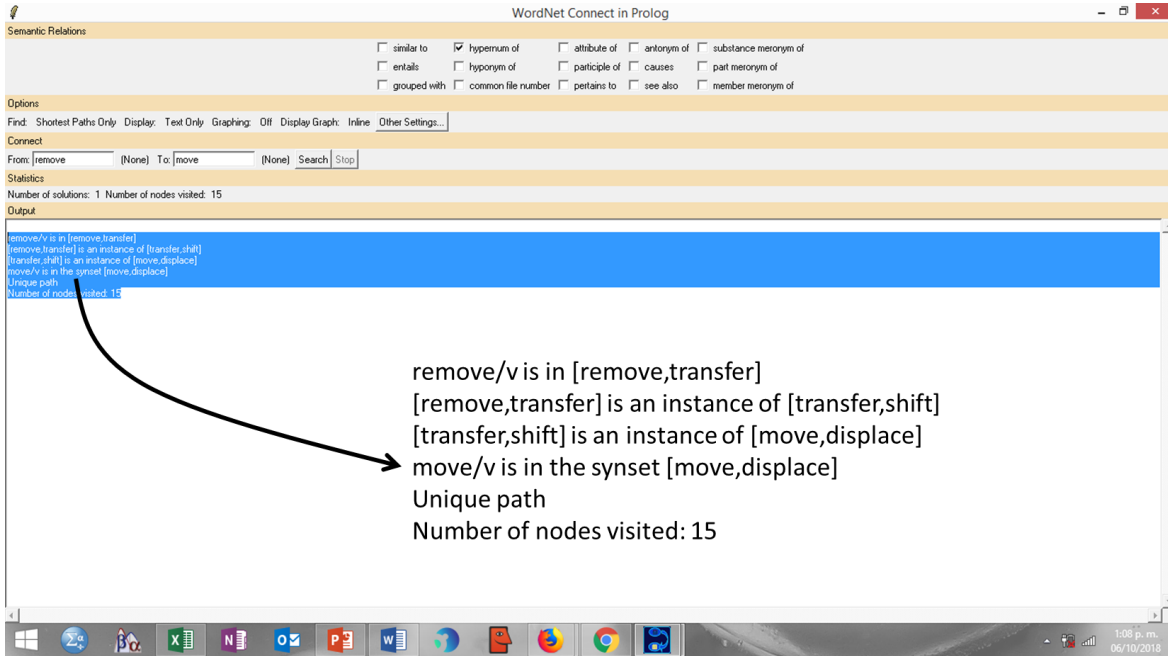 WordNet Connect in Prolog
Semantic Relations
similar to hypernum of attribute of antonym of substance meronym of
entails hyponym of participle of causes part meronym of
grouped with common file number pertains to see also member meronym of
Options
Find: Shortest Paths Only Display: Text Only Graphing: Off Display Graph: Inline Other Settings...
Connect
From: remove (None) To: move (None) Search Stop
Statistics
Number of solutions: 1 Number of nodes visited: 15
Output
remove/v is in [remove,transfer]
[remove,transfer] is an instance of [transfer,shift]
[transfer,shift] is an instance of [move,displace]
move/v is in the synset [move,displace]
Unique path
Number of nodes visited: 15
remove/v is in [remove,transfer]
[remove,transfer] is an instance of [transfer,shift]
[transfer,shift] is an instance of [move,displace]
move/v is in the synset [move,displace]
Unique path
Number of nodes visited: 15
1:08 p. m.
06/10/2018